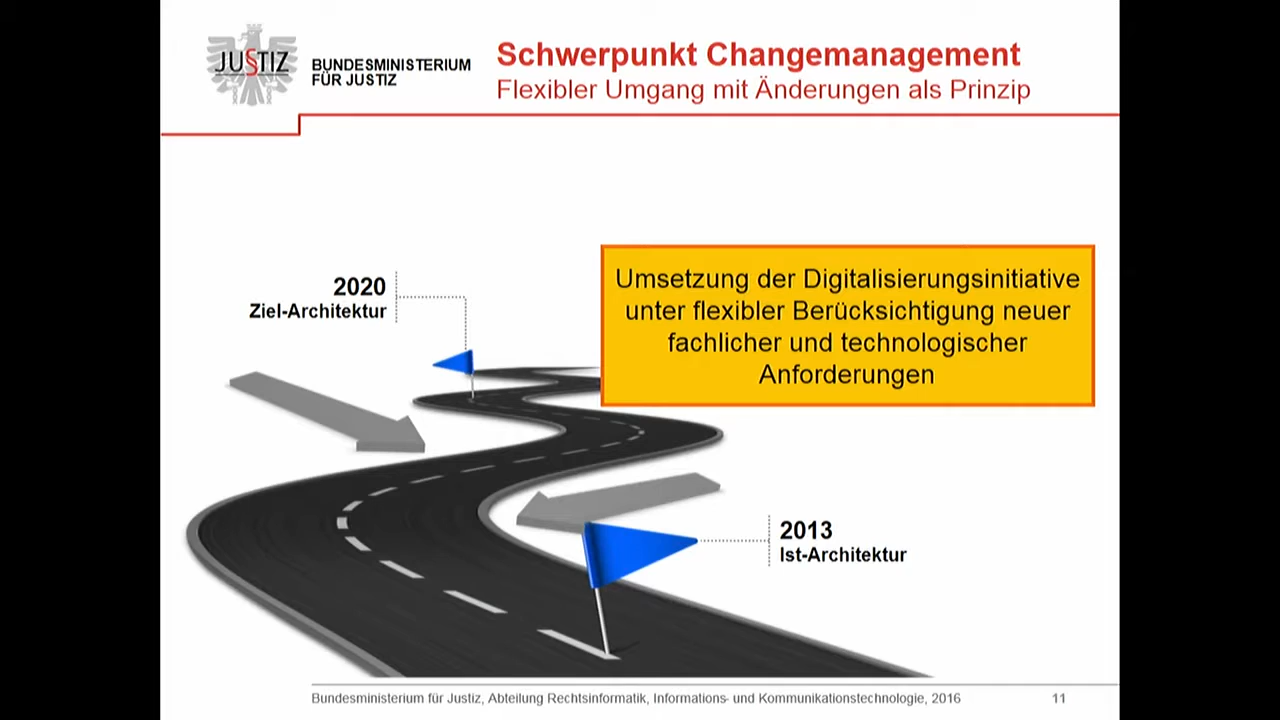 JUSTIZ
BUNDESMINISTERIUM
FÜR JUSTIZ
Schwerpunkt Changemanagement
Flexibler Umgang mit Änderungen als Prinzip
2020
Ziel-Architektur
Umsetzung der Digitalisierungsinitiative
unter flexibler Berücksichtigung neuer
fachlicher und technologischer
Anforderungen
2013
Ist-Architektur
Bundesministerium für Justiz, Abteilung Rechtsinformatik, Informations- und Kommunikationstechnologie, 2016
11